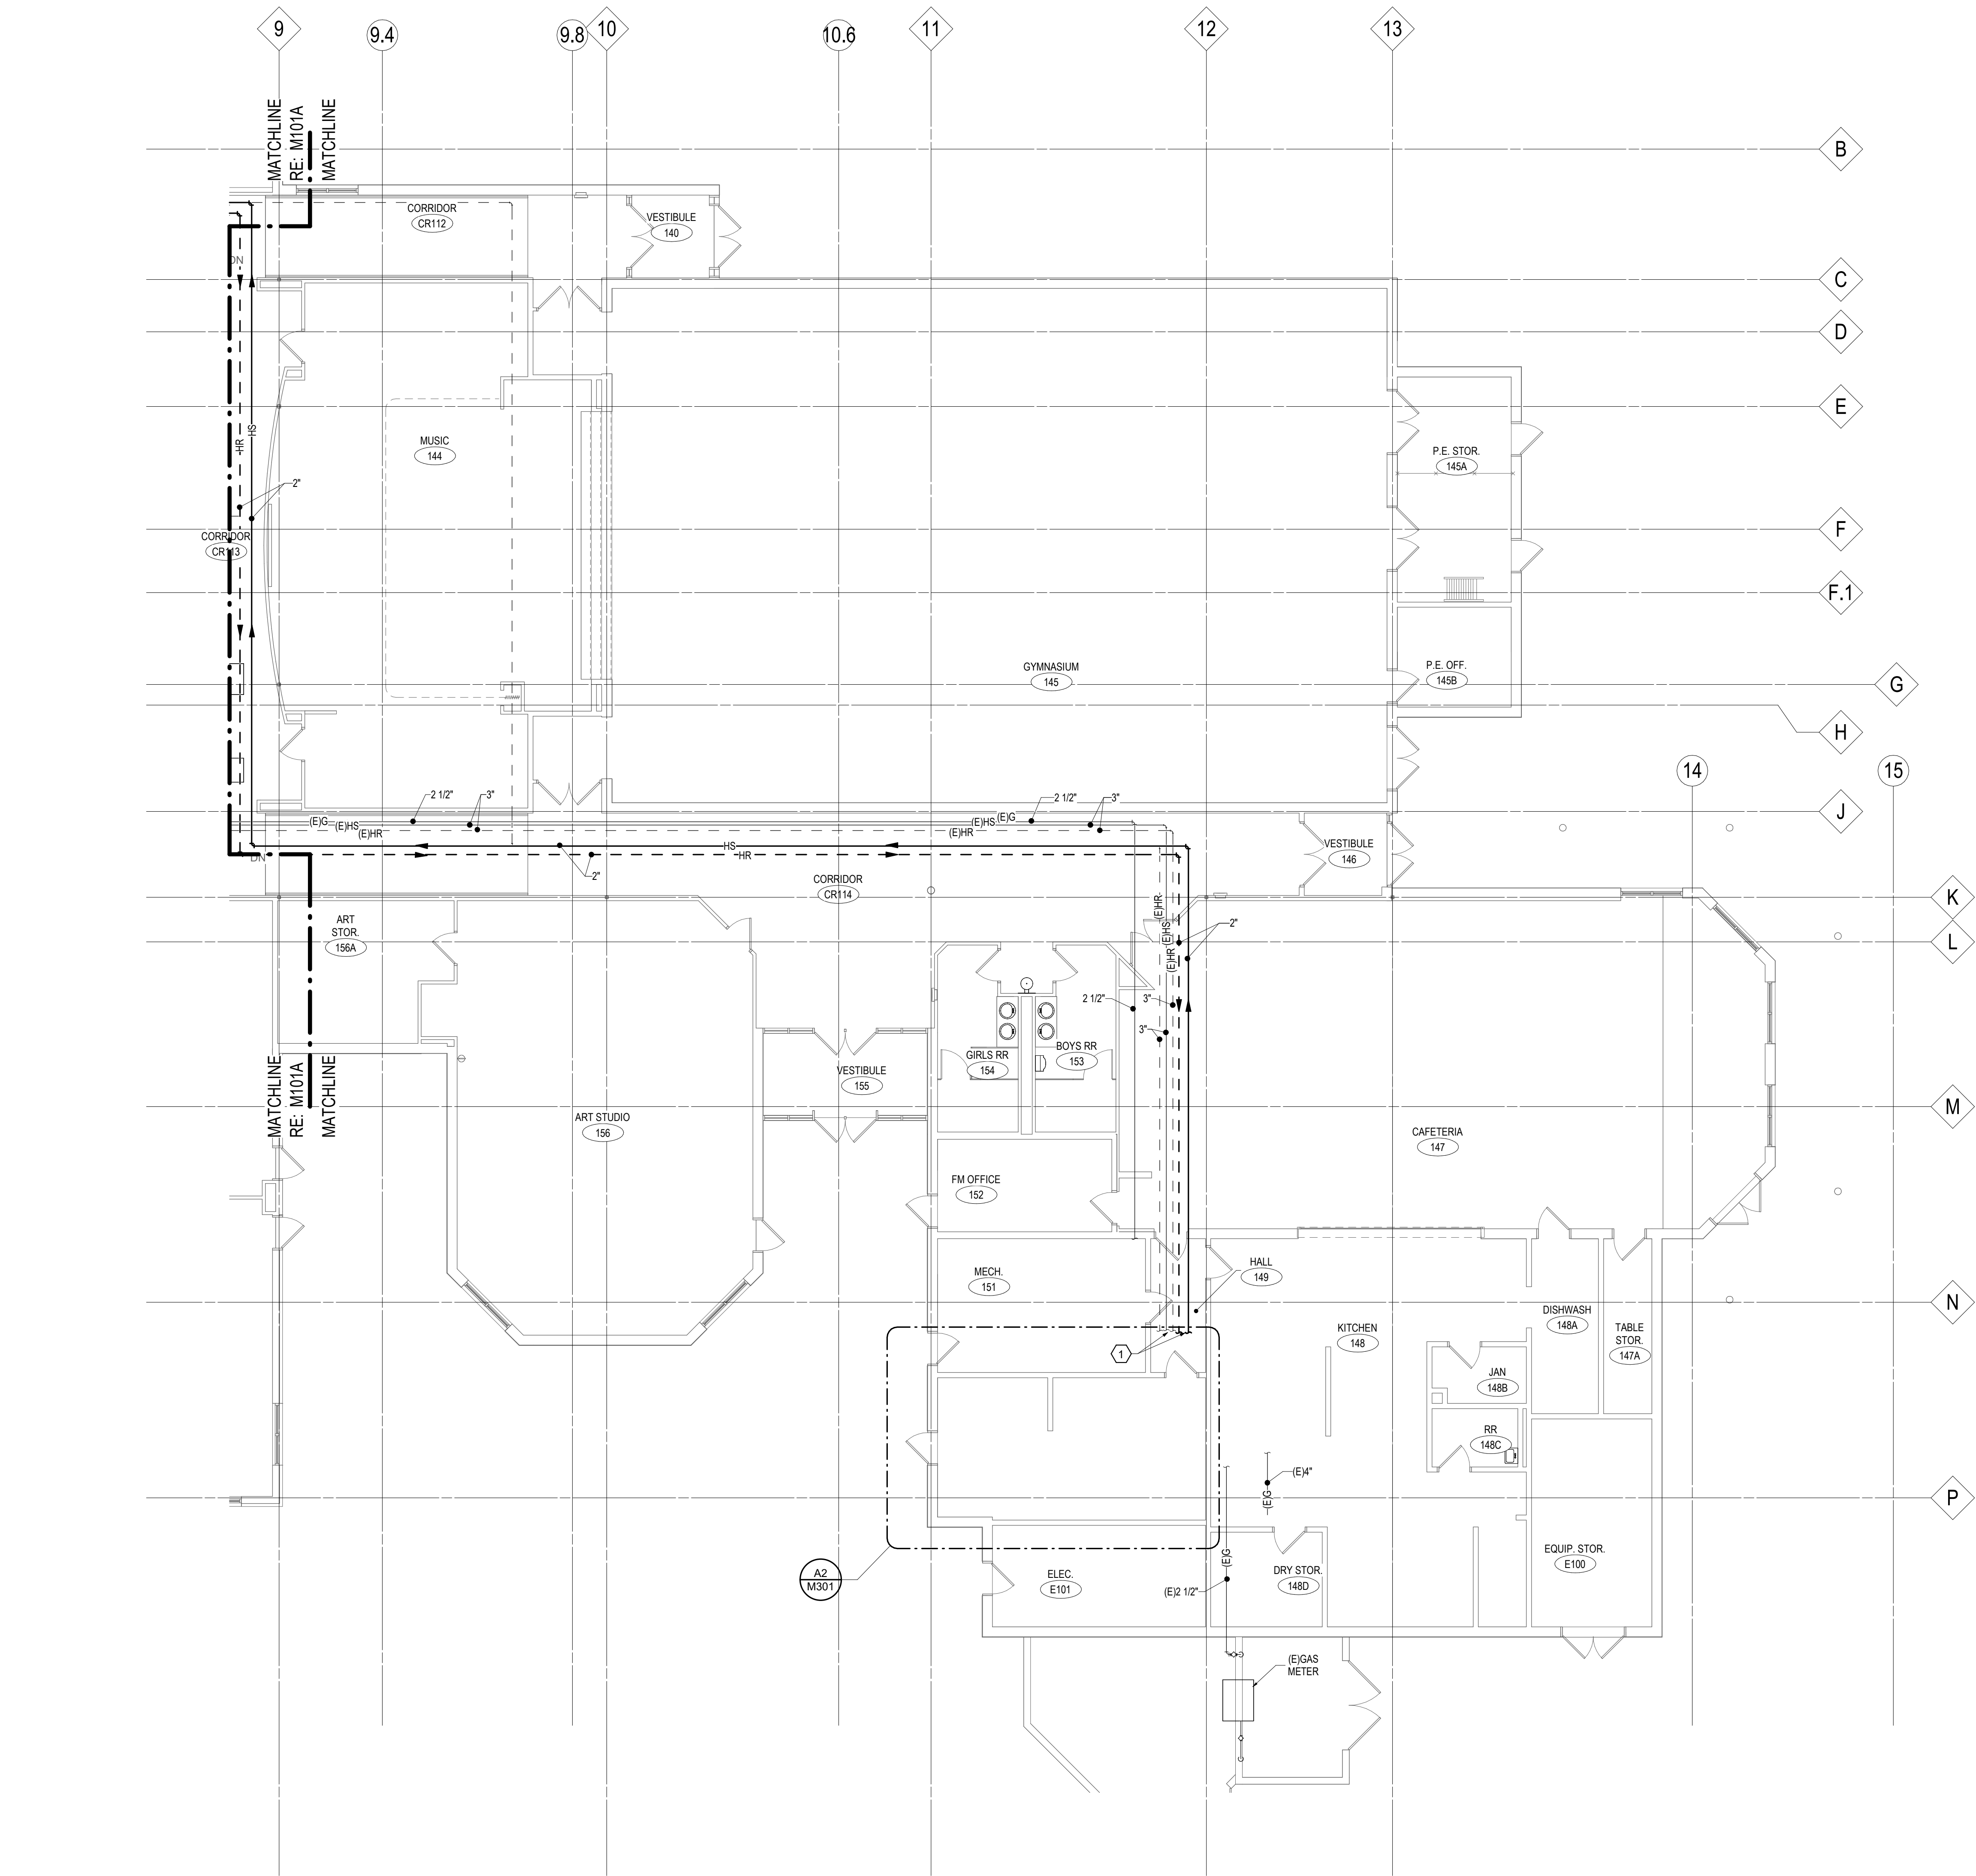 9
9.4
9.8
10
10.6
11
12
13
MATCHLINE
RE: M101A
MATCHLINE
B
CORRIDOR
CR112
VESTIBULE
140
DN
C
D
E
HS
HR
MUSIC
144
P.E. STOR.
145A
2"
CORRIDOR
CR113
F
F.1
GYMNASIUM
145
P.E. OFF.
145B
G
H
14
15
2 1/2"
3"
2 1/2"
3"
J
(E)G
(E)HS
(E)HR
(E)G
(E)HS
(E)HR
HS
HR
DN
2"
VESTIBULE
146
CORRIDOR
CR114
K
ART
STOR.
156A
(E)HR
(E)HS
(E)HR
2"
L
2 1/2"
3"
3"
MATCHLINE
RE: M101A
MATCHLINE
GIRLS RR
154
BOYS RR
153
VESTIBULE
155
M
ART STUDIO
156
CAFETERIA
147
FM OFFICE
152
MECH.
151
HALL
149
N
DISHWASH
148A
TABLE
STOR.
147A
KITCHEN
148
1
JAN
148B
RR
148C
(E)4"
(E)G
P
(E)G
EQUIP. STOR.
E100
A2
M301
ELEC.
E101
DRY STOR.
148D
(E)2 1/2"
(E)GAS
METER